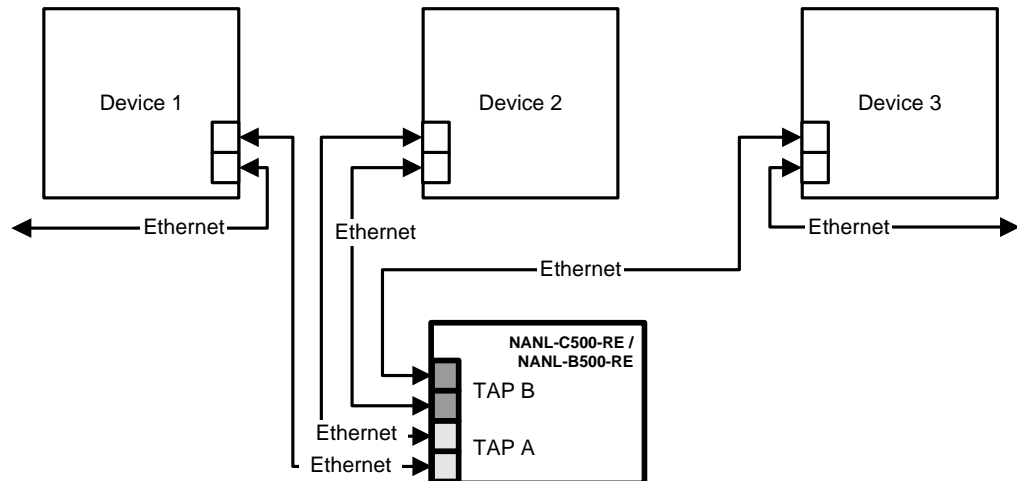 Device 1
Device 2
Device 3
Ethernet
Ethernet
Ethernet
Ethernet
NANL-C500-RE /
NANL-B500-RE
TAP B
Ethernet
TAP A
Ethernet